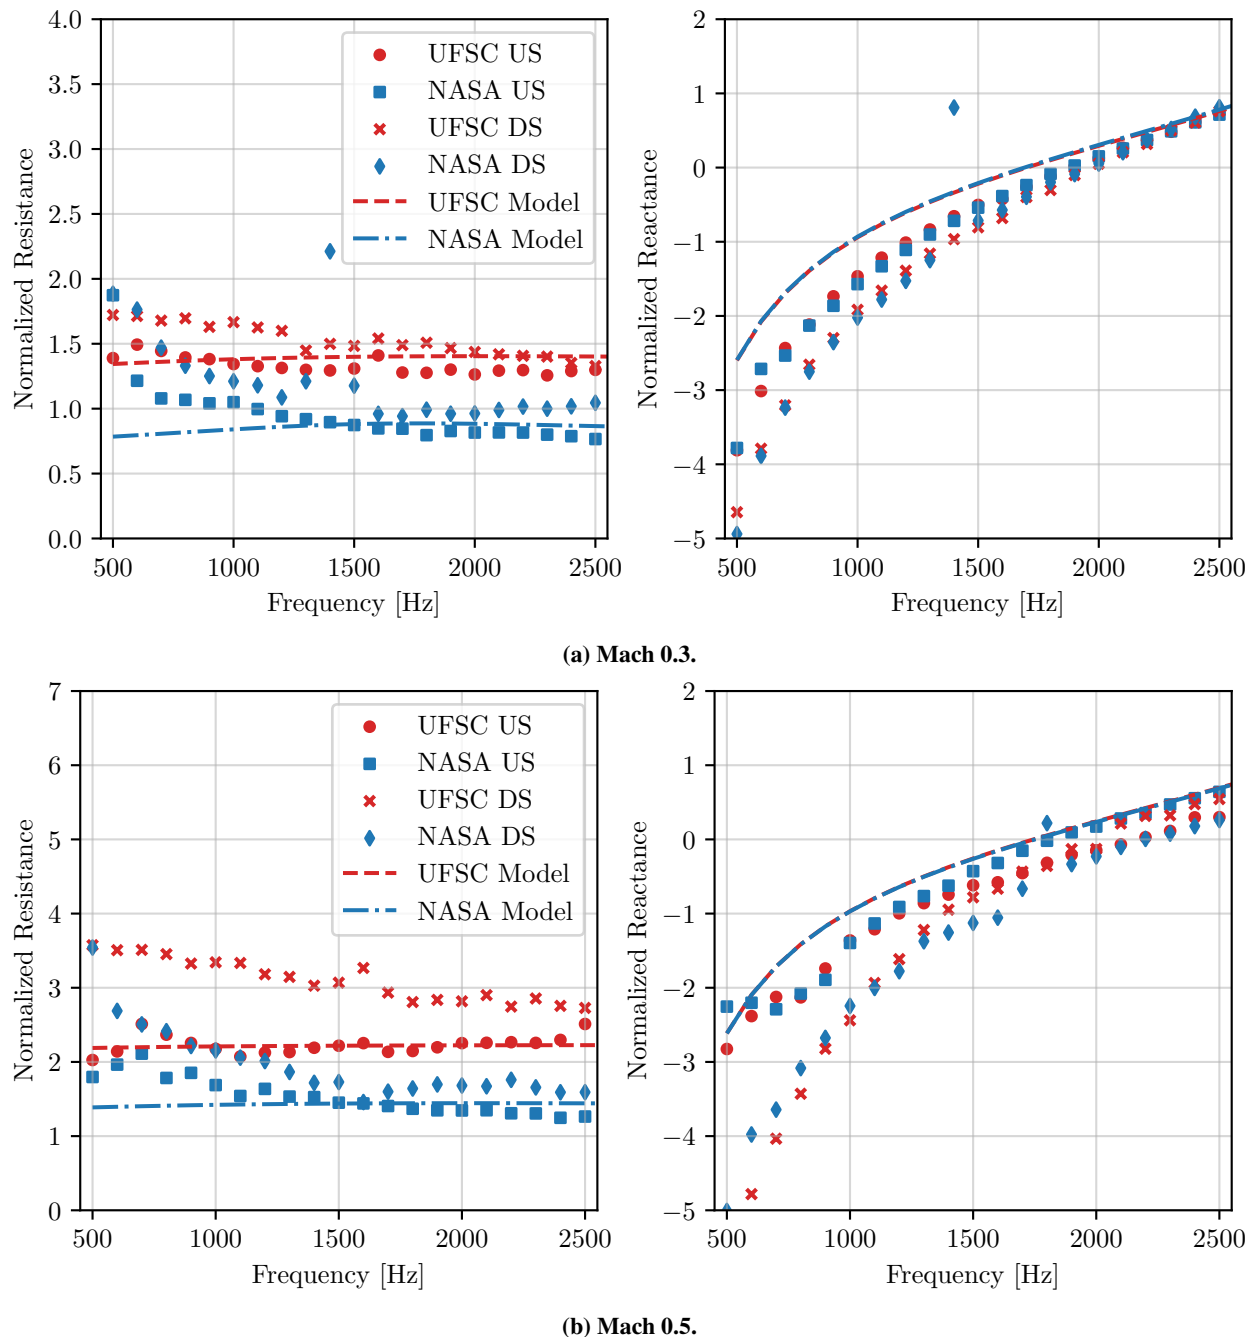 4.0
3.5
3.0
2.5
2.0
1.5
1.0
0.5
0.0
Normalized Resistance
500 1000 1500 2000 2500
Frequency [Hz]
UFSC US
NASA US
UFSC DS
NASA DS
UFSC Model
NASA Model
2
1
0
−1
−2
−3
−4
−5
Normalized Reactance
500 1000 1500 2000 2500
Frequency [Hz]
(a) Mach 0.3.
7
6
5
4
3
2
1
0
Normalized Resistance
500 1000 1500 2000 2500
Frequency [Hz]
UFSC US
NASA US
UFSC DS
NASA DS
UFSC Model
NASA Model
2
1
0
−1
−2
−3
−4
−5
Normalized Reactance
500 1000 1500 2000 2500
Frequency [Hz]
(b) Mach 0.5.